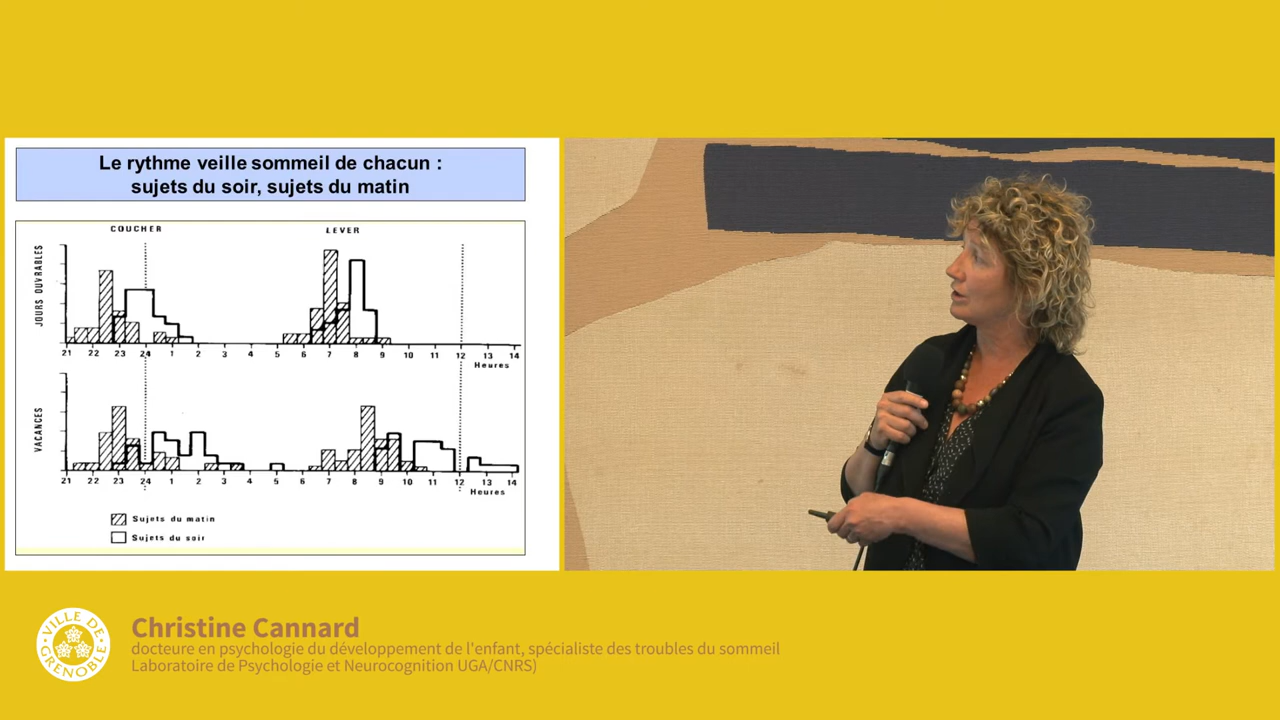 Le rythme veille sommeil de chacun :
sujets du soir, sujets du matin
COUCHER
LEVER
JOURS OUVRABLES
21 22 23 24 1 2 3 4 5 6 7 8 9 10 11 12 13 14
Heures
VACANCES
21 22 23 24 1 2 3 4 5 6 7 8 9 10 11 12 13 14
Heures
Sujets du matin
Sujets du soir
VILLE DE
GRENOBLE
Christine Cannard
docteure en psychologie du développement de l'enfant, spécialiste des troubles du sommeil
Laboratoire de Psychologie et Neurocognition UGA/CNRS)